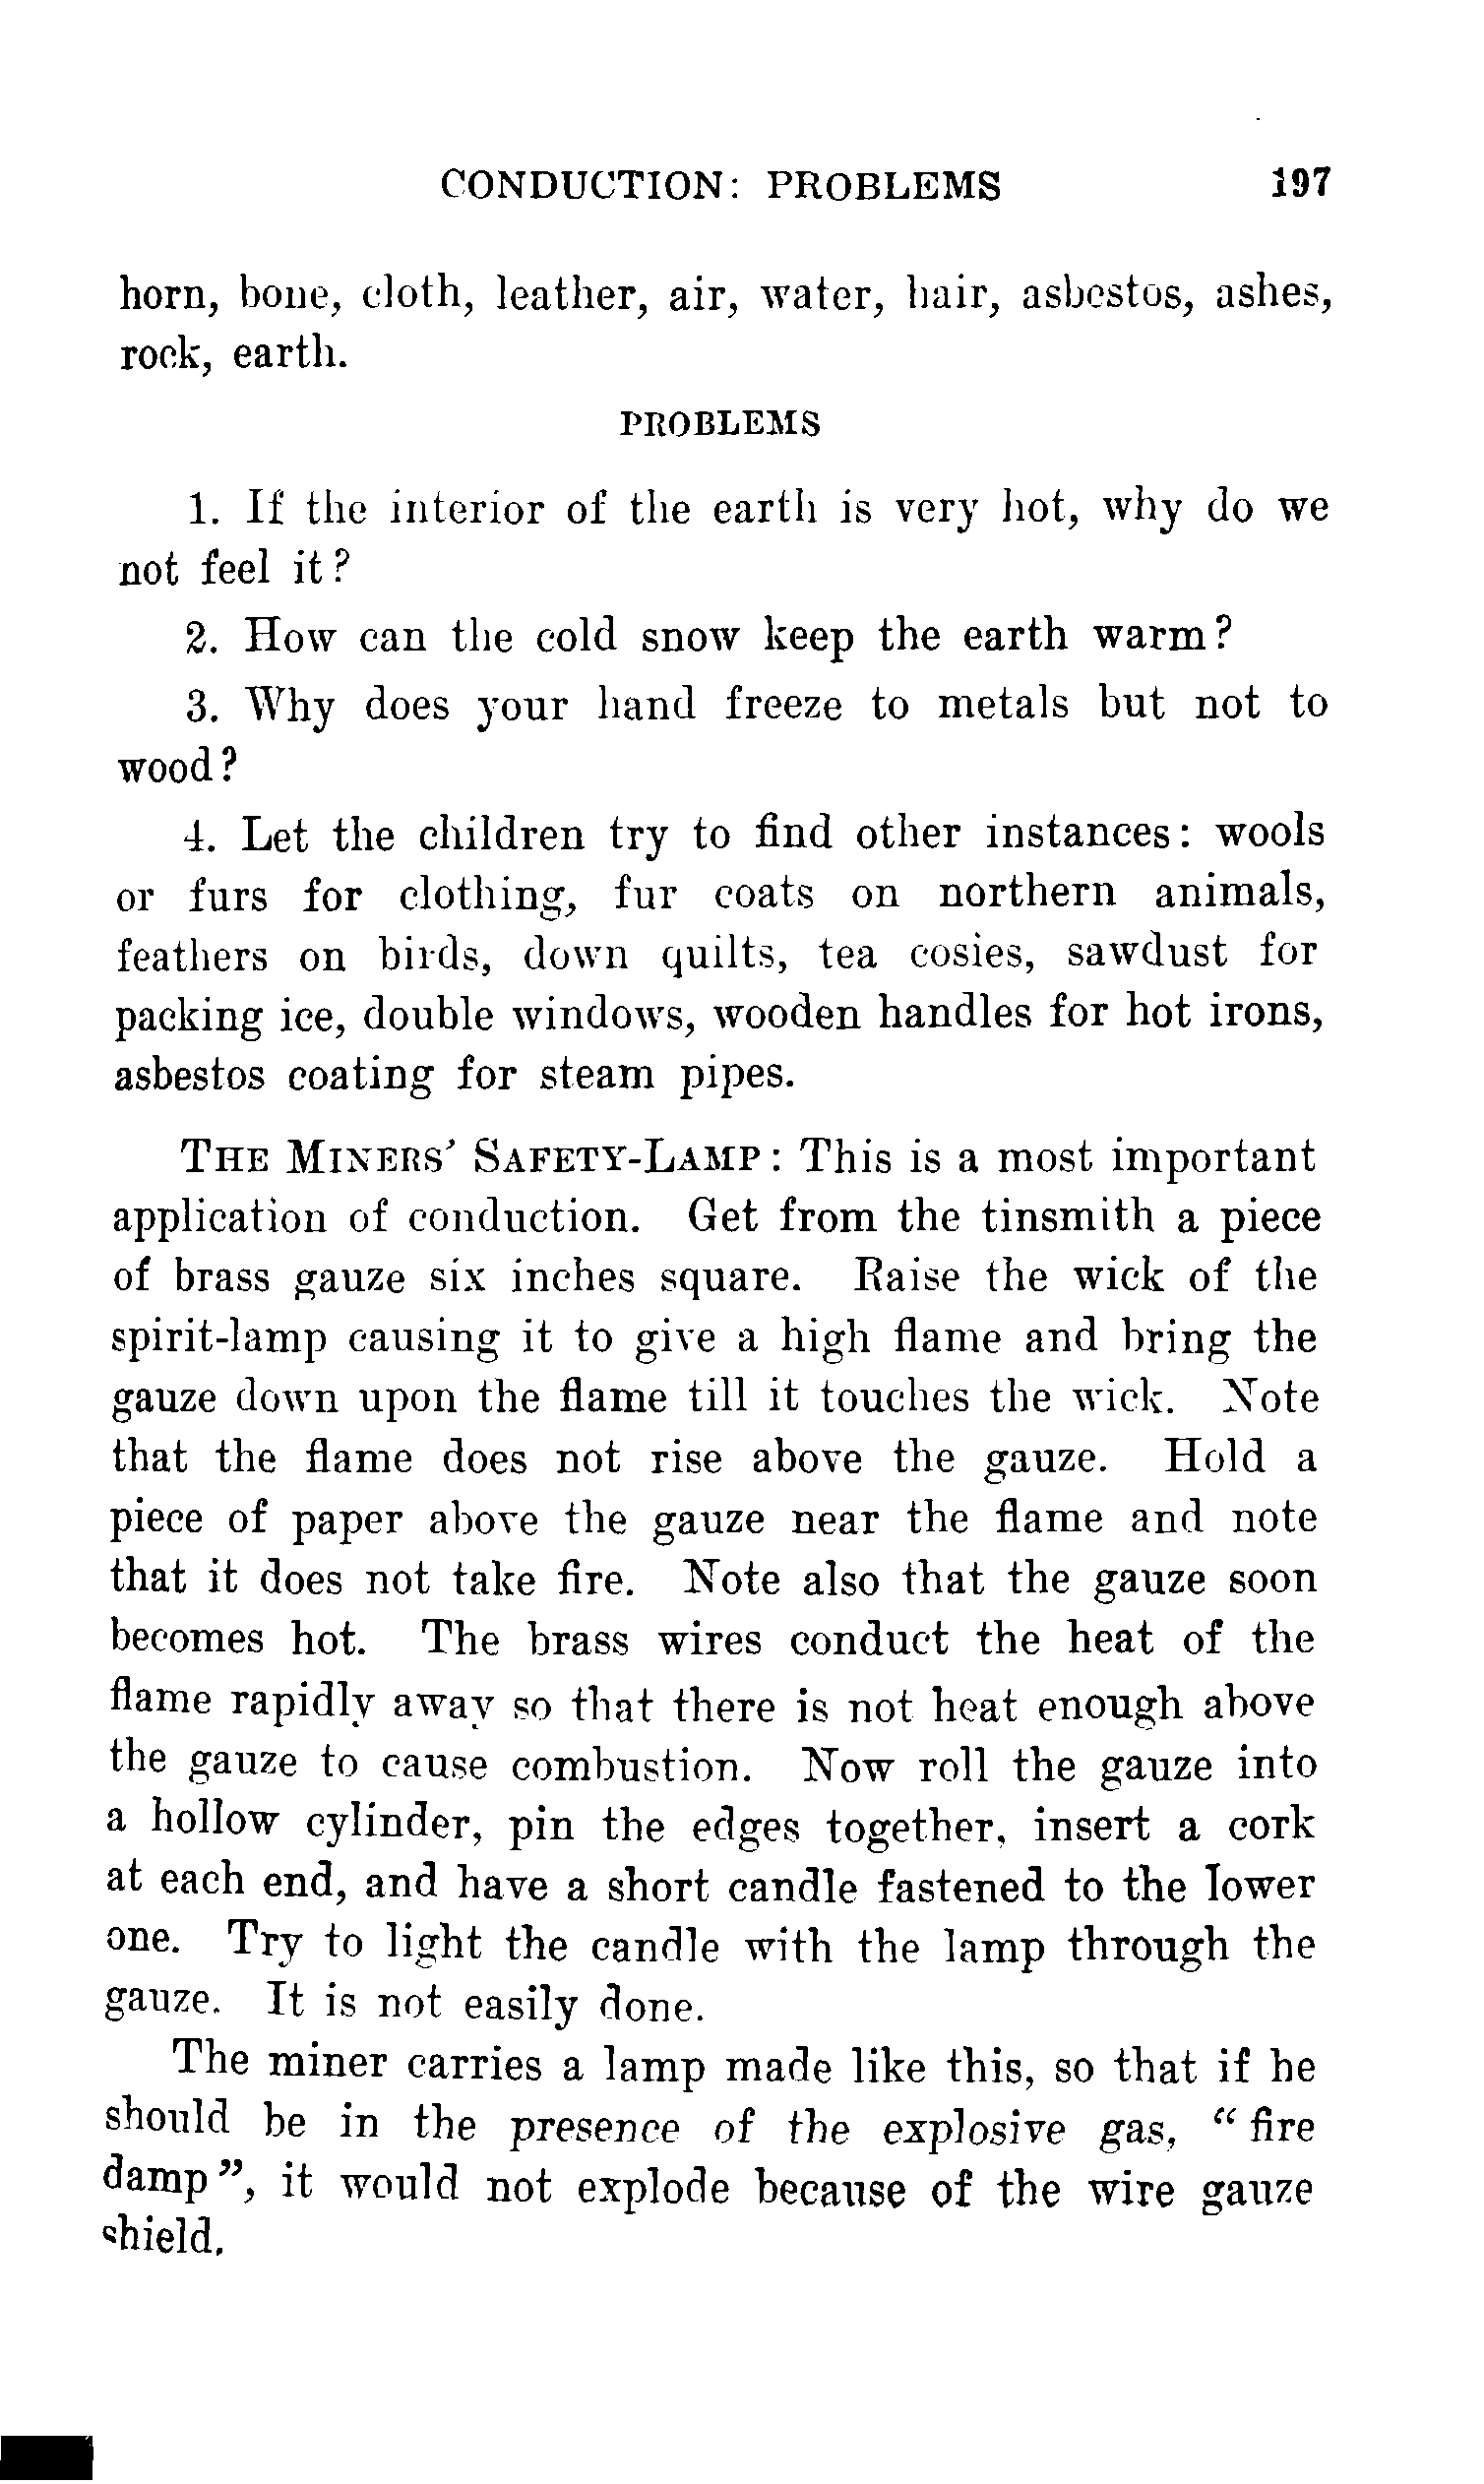 CONDUCTION: PROBLEMS 197
horn, bone, cloth, leather, air, water, hair, asbestos, ashes,
rock, earth.
PROBLEMS
1. If the interior of the earth is very hot, why do we
not feel it?
2. How can the cold snow keep the earth warm?
3. Why does your hand freeze to metals but not to
wood?
4. Let the children try to find other instances: wools
or furs for clothing, fur coats on northern animals,
feathers on birds, down quilts, tea cosies, sawdust for
packing ice, double windows, wooden handles for hot irons,
asbestos coating for steam pipes.
THE MINERS' SAFETY-LAMP: This is a most important
application of conduction. Get from the tinsmith a piece
of brass gauze six inches square. Raise the wick of the
spirit-lamp causing it to give a high flame and bring the
gauze down upon the flame till it touches the wick. Note
that the flame does not rise above the gauze. Hold a
piece of paper above the gauze near the flame and note
that it does not take fire. Note also that the gauze soon
becomes hot. The brass wires conduct the heat of the
flame rapidly away so that there is not heat enough above
the gauze to cause combustion. Now roll the gauze into
a hollow cylinder, pin the edges together, insert a cork
at each end, and have a short candle fastened to the lower
one. Try to light the candle with the lamp through the
gauze. It is not easily done.
The miner carries a lamp made like this, so that if he
should be in the presence of the explosive gas, "fire
damp", it would not explode because of the wire gauze
shield.